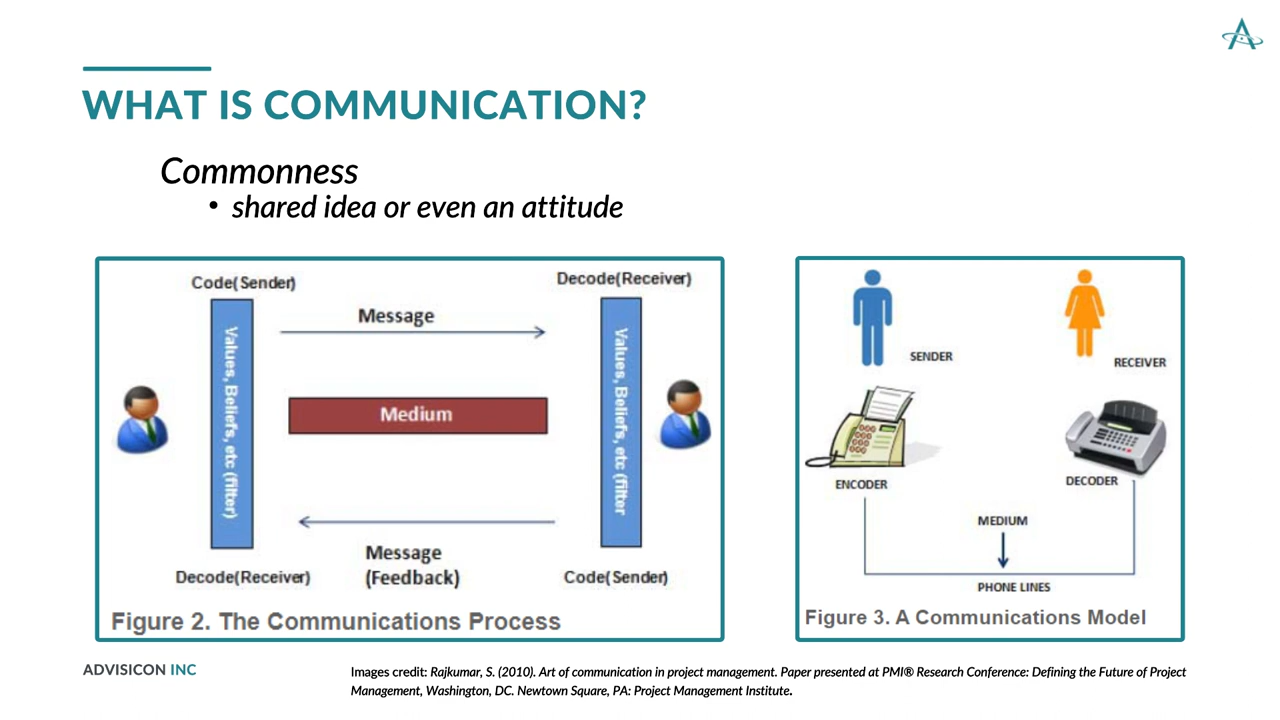 WHAT IS COMMUNICATION?
Commonness
• shared idea or even an attitude
Code(Sender)
Decode(Receiver)
Message
Values, Beliefs, etc (filter)
Medium
Values, Beliefs, etc (filter
Message
(Feedback)
Decode(Receiver)
Code(Sender)
Figure 2. The Communications Process
SENDER
RECEIVER
ENCODER
DECODER
MEDIUM
PHONE LINES
Figure 3. A Communications Model
ADVISICON INC
Images credit: Rajkumar, S. (2010). Art of communication in project management. Paper presented at PMI® Research Conference: Defining the Future of Project
Management, Washington, DC. Newtown Square, PA: Project Management Institute.